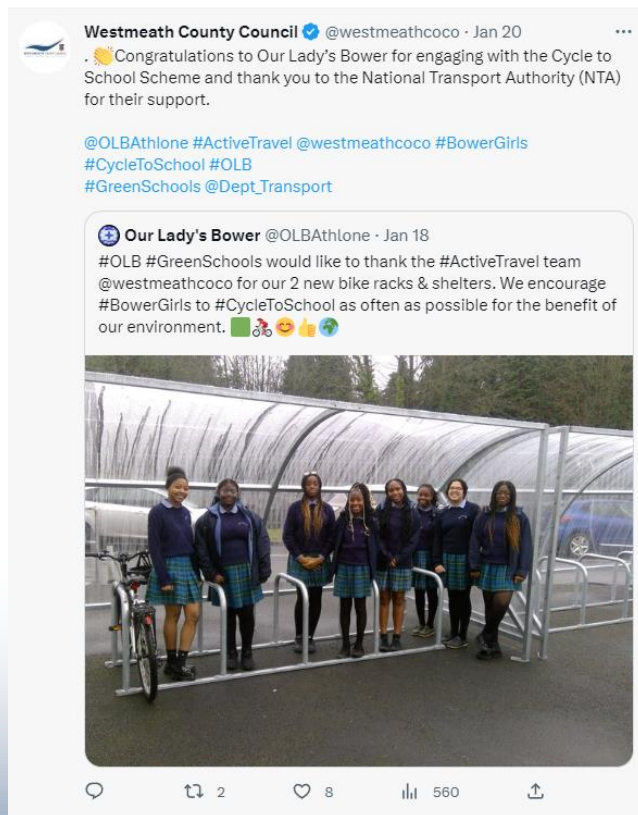 Westmeath County Council @westmeathcoco · Jan 20
. 👏Congratulations to Our Lady's Bower for engaging with the Cycle to
School Scheme and thank you to the National Transport Authority (NTA)
for their support.
@OLBAthlone #ActiveTravel @westmeathcoco #BowerGirls
#CycleToSchool #OLB
#GreenSchools @Dept_Transport
Our Lady's Bower @OLBAthlone · Jan 18
#OLB #GreenSchools would like to thank the #ActiveTravel team
@westmeathcoco for our 2 new bike racks & shelters. We encourage
#BowerGirls to #CycleToSchool as often as possible for the benefit of
our environment. 🟩🚴😊👍🌍
2 8 560